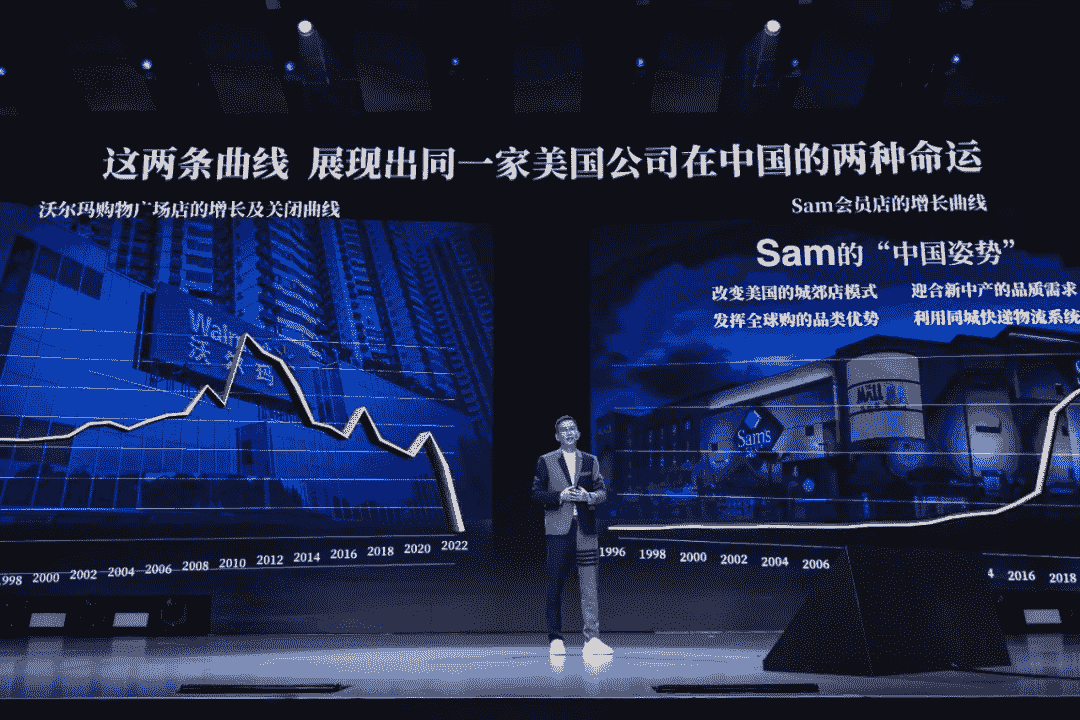 这两条曲线 展现出同一家美国公司在中国的两种命运
沃尔玛购物广场店的增长及关闭曲线
Sam会员店的增长曲线
Sam的“中国姿势”
改变美国的城郊店模式 迎合新中产的品质需求
发挥全球购的品类优势 利用同城快递物流系统
沃尔玛
Sams
1998 2000 2002 2004 2006 2008 2010 2012 2014 2016 2018 2020 2022
1996 1998 2000 2002 2004 2006 4 2016 2018